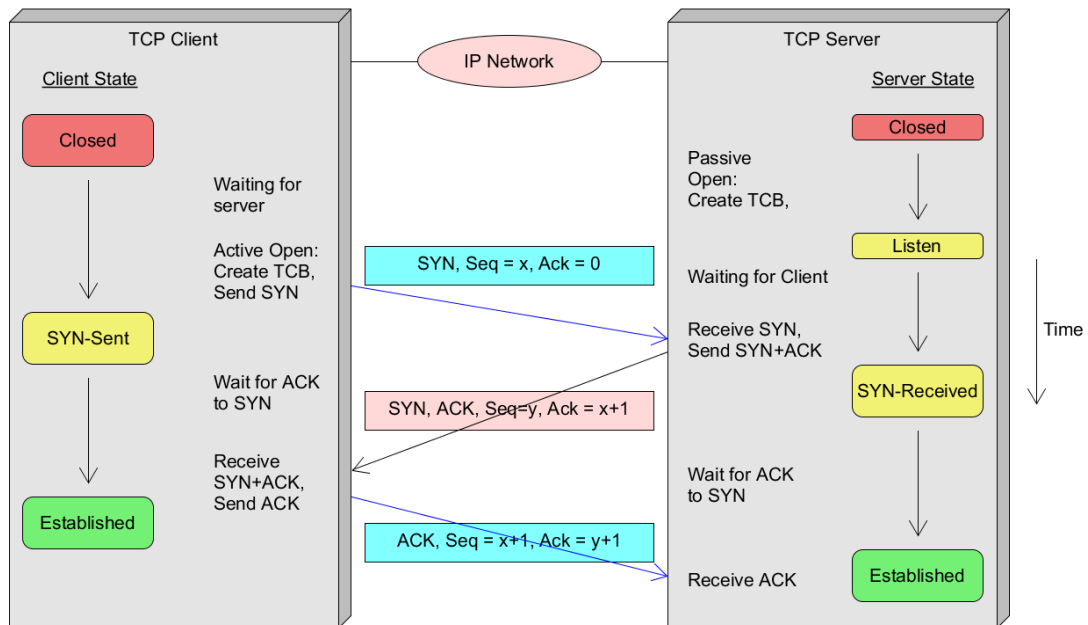 TCP Client
IP Network
TCP Server
Client State
Server State
Closed
Closed
Passive
Open:
Create TCB,
Waiting for
server
Active Open:
Create TCB,
Send SYN
SYN, Seq = x, Ack = 0
Listen
Waiting for Client
SYN-Sent
Receive SYN,
Send SYN+ACK
Time
Wait for ACK
to SYN
SYN, ACK, Seq=y, Ack = x+1
SYN-Received
Receive
SYN+ACK,
Send ACK
Wait for ACK
to SYN
Established
ACK, Seq = x+1, Ack = y+1
Receive ACK
Established